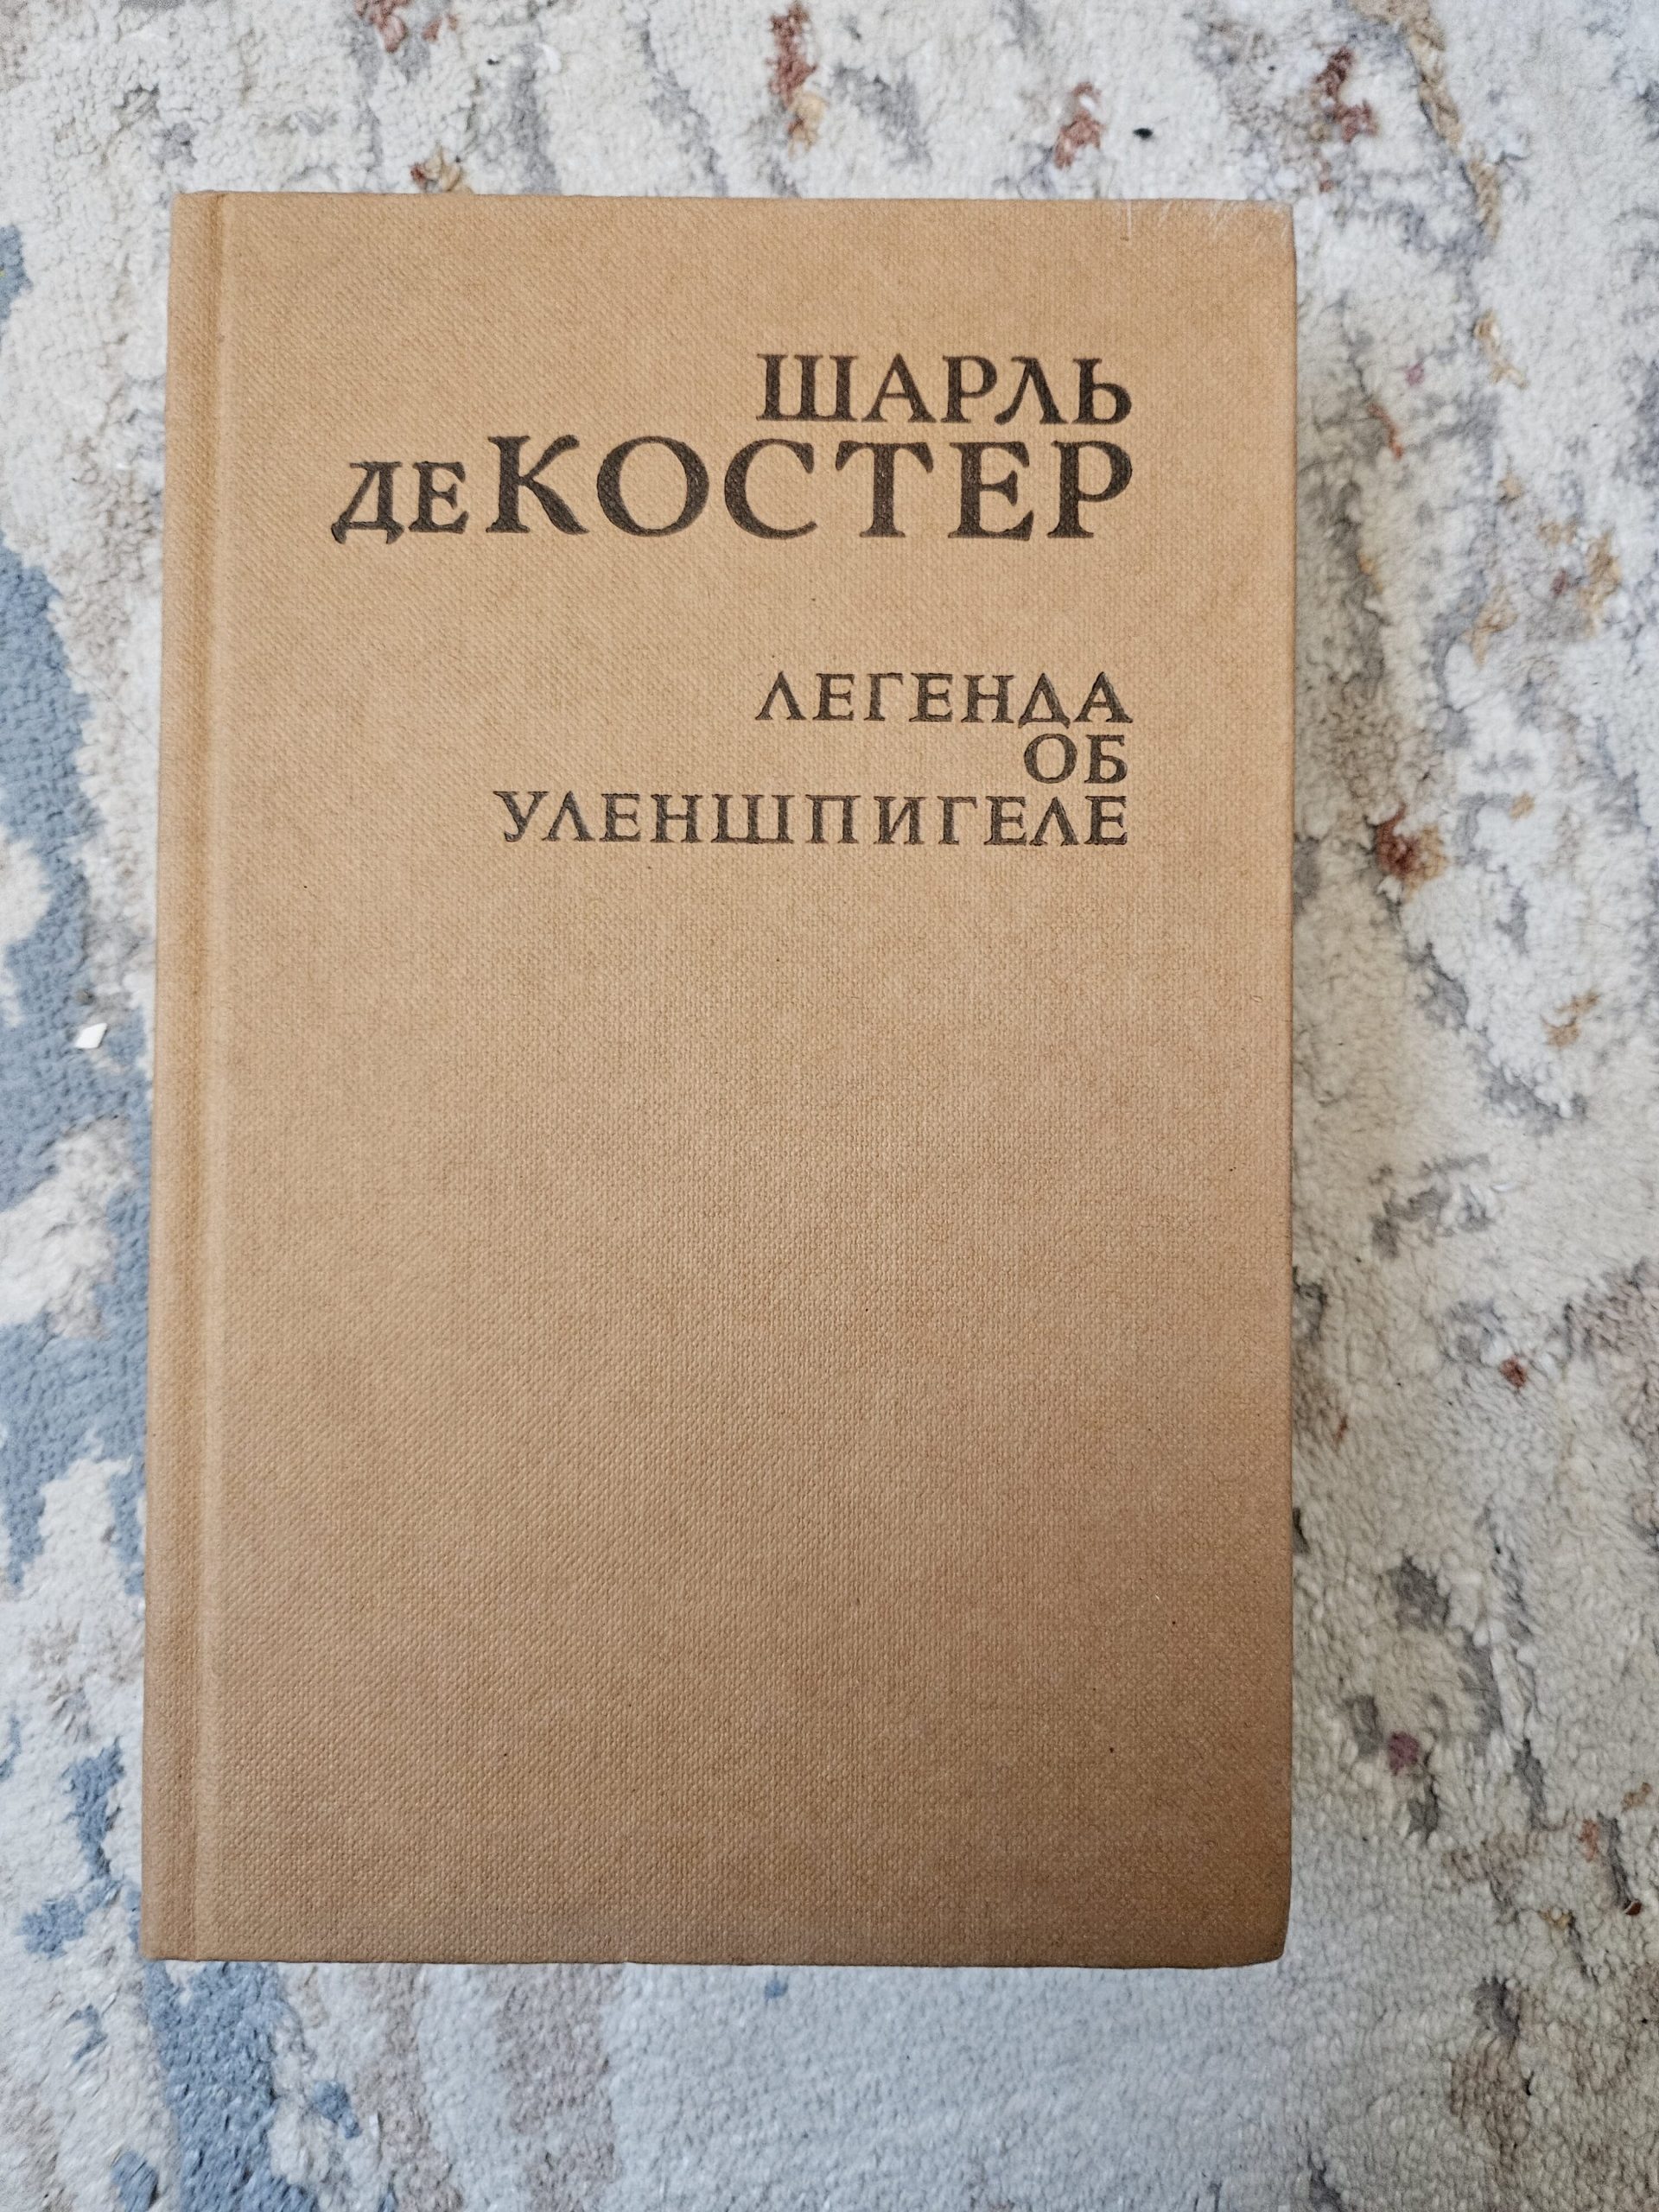 ШАРЛЬ
ДЕ КОСТЕР
ЛЕГЕНДА
ОБ
УЛЕНШПИГЕЛЕ